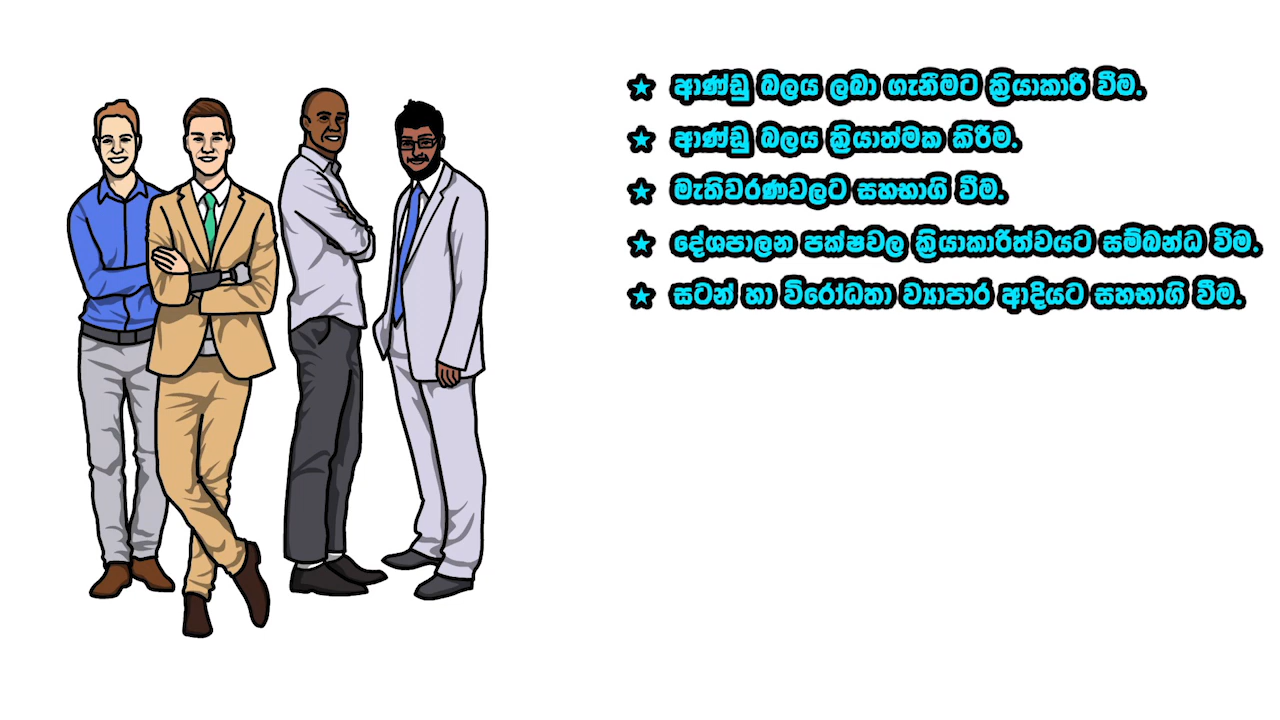 ★ ආණ්ඩු බලය ලබා ගැනීමට ක්‍රියාකාරී වීම.
★ ආණ්ඩු බලය ක්‍රියාත්මක කිරීම.
★ මැතිවරණවලට සහභාගි වීම.
★ දේශපාලන පක්ෂවල ක්‍රියාකාරීත්වයට සම්බන්ධ වීම.
★ සටන් හා විරෝධතා ව්‍යාපාර ආදියට සහභාගි වීම.